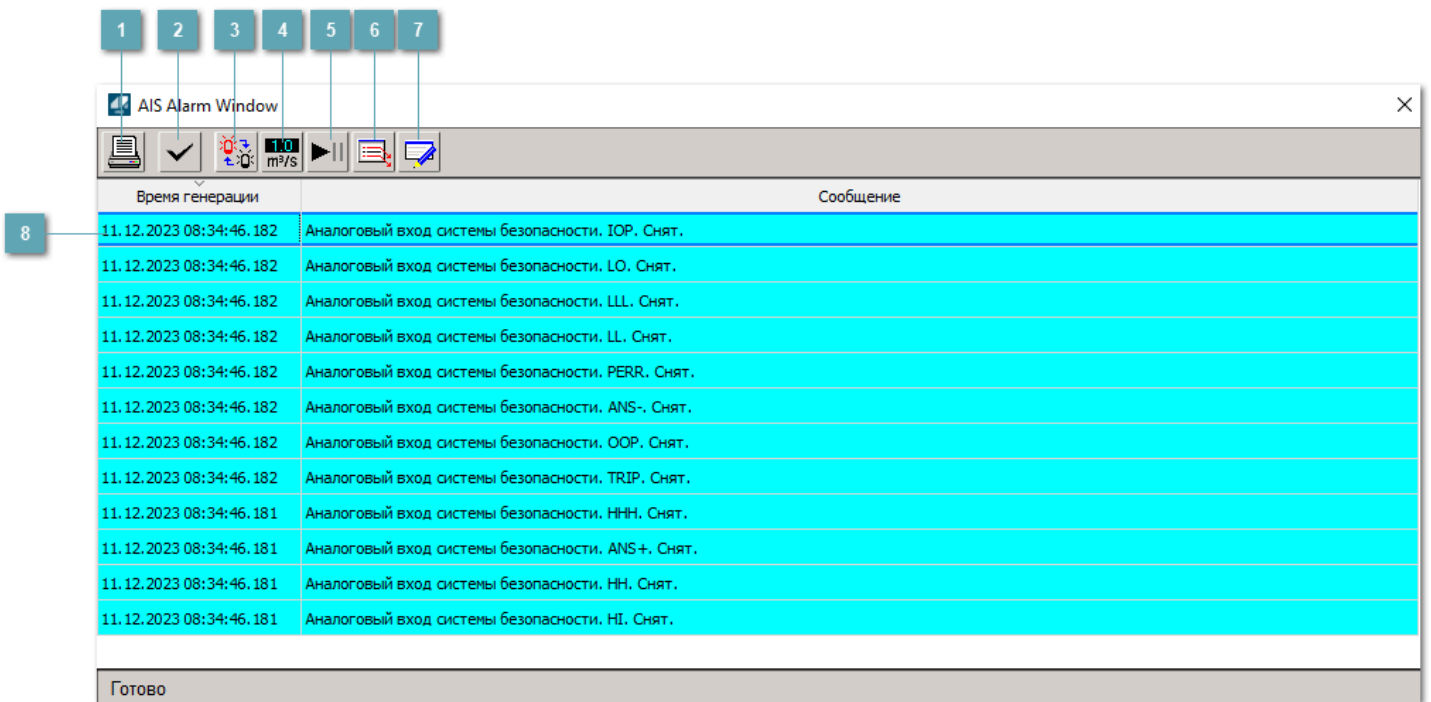 1 2 3 4 5 6 7
AIS Alarm Window
1.0
m³/s
Время генерации Сообщение
8
11.12.2023 08:34:46.182 Аналоговый вход системы безопасности. IOP. Снят.
11.12.2023 08:34:46.182 Аналоговый вход системы безопасности. LO. Снят.
11.12.2023 08:34:46.182 Аналоговый вход системы безопасности. LLL. Снят.
11.12.2023 08:34:46.182 Аналоговый вход системы безопасности. LL. Снят.
11.12.2023 08:34:46.182 Аналоговый вход системы безопасности. PERR. Снят.
11.12.2023 08:34:46.182 Аналоговый вход системы безопасности. ANS-. Снят.
11.12.2023 08:34:46.182 Аналоговый вход системы безопасности. OOP. Снят.
11.12.2023 08:34:46.182 Аналоговый вход системы безопасности. TRIP. Снят.
11.12.2023 08:34:46.181 Аналоговый вход системы безопасности. HHH. Снят.
11.12.2023 08:34:46.181 Аналоговый вход системы безопасности. ANS+. Снят.
11.12.2023 08:34:46.181 Аналоговый вход системы безопасности. HH. Снят.
11.12.2023 08:34:46.181 Аналоговый вход системы безопасности. HI. Снят.
Готово